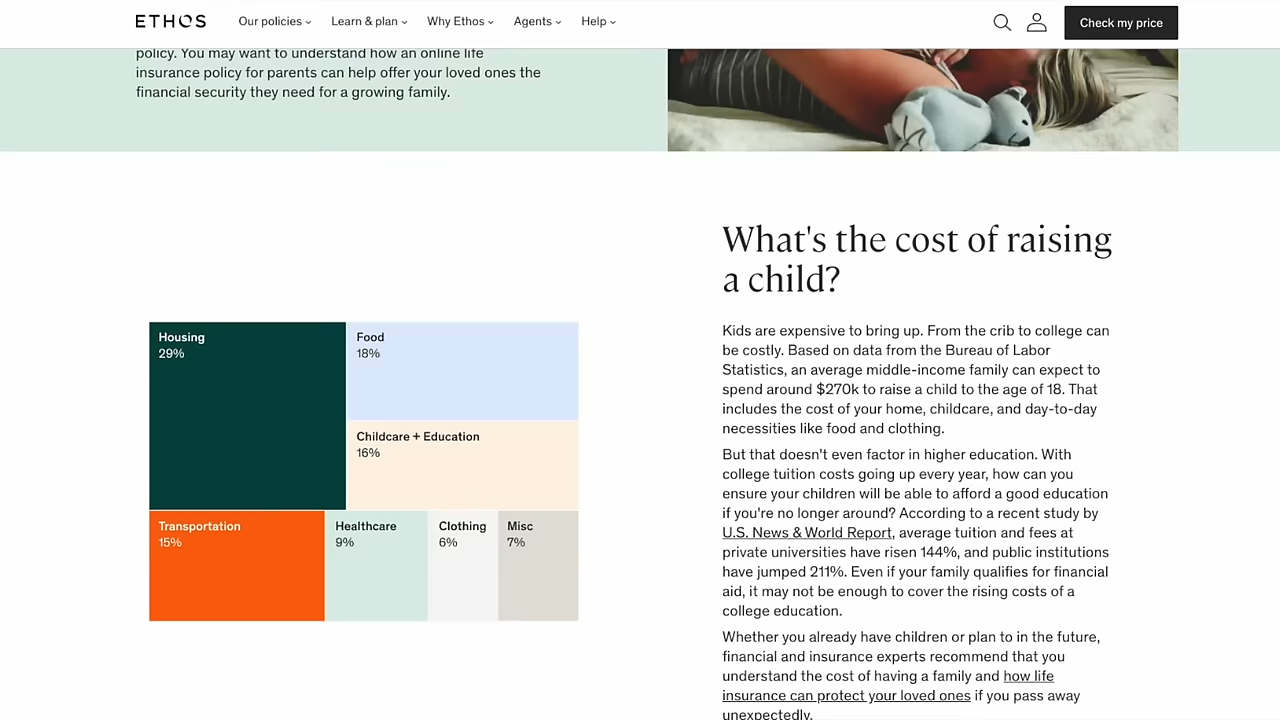 ETHOS
Our policies
Learn & plan
Why Ethos
Agents
Help
Check my price
policy. You may want to understand how an online life
insurance policy for parents can help offer your loved ones the
financial security they need for a growing family.
What's the cost of raising
a child?
Housing
29%
Food
18%
Childcare + Education
16%
Transportation
15%
Healthcare
9%
Clothing
6%
Misc
7%
Kids are expensive to bring up. From the crib to college can
be costly. Based on data from the Bureau of Labor
Statistics, an average middle-income family can expect to
spend around $270k to raise a child to the age of 18. That
includes the cost of your home, childcare, and day-to-day
necessities like food and clothing.
But that doesn't even factor in higher education. With
college tuition costs going up every year, how can you
ensure your children will be able to afford a good education
if you're no longer around? According to a recent study by
U.S. News & World Report, average tuition and fees at
private universities have risen 144%, and public institutions
have jumped 211%. Even if your family qualifies for financial
aid, it may not be enough to cover the rising costs of a
college education.
Whether you already have children or plan to in the future,
financial and insurance experts recommend that you
understand the cost of having a family and how life
insurance can protect your loved ones if you pass away
unexpectedly.